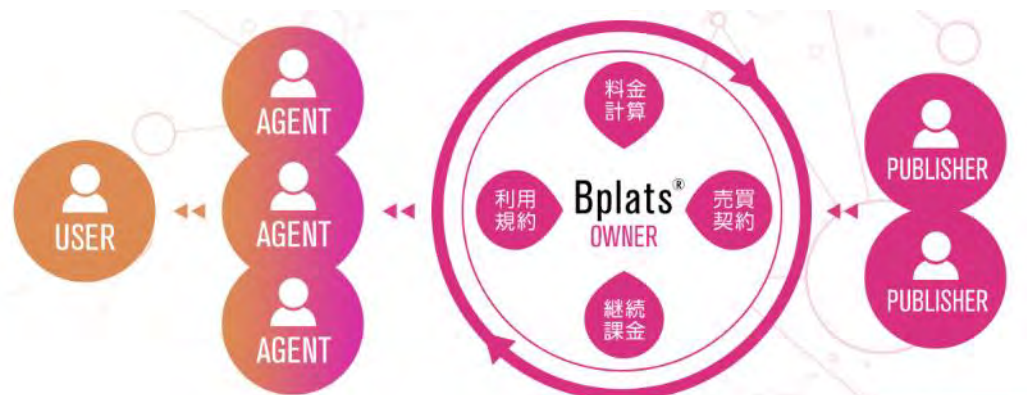 USER
AGENT
AGENT
AGENT
料金
計算
利用
規約
Bplats®
OWNER
売買
契約
継続
課金
PUBLISHER
PUBLISHER